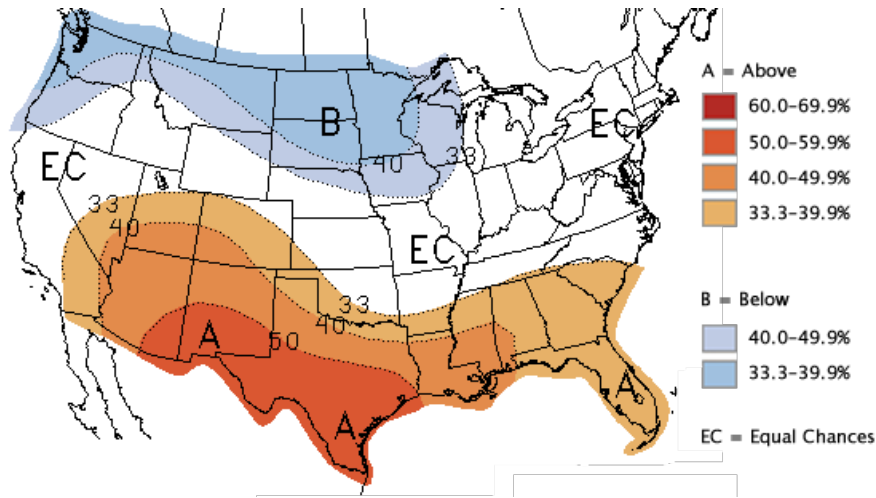 A = Above
60.0-69.9%
50.0-59.9%
40.0-49.9%
33.3-39.9%
B = Below
40.0-49.9%
33.3-39.9%
EC = Equal Chances
B
EC
EC
40
33
33
40
EC
33
40
50
A
A
A